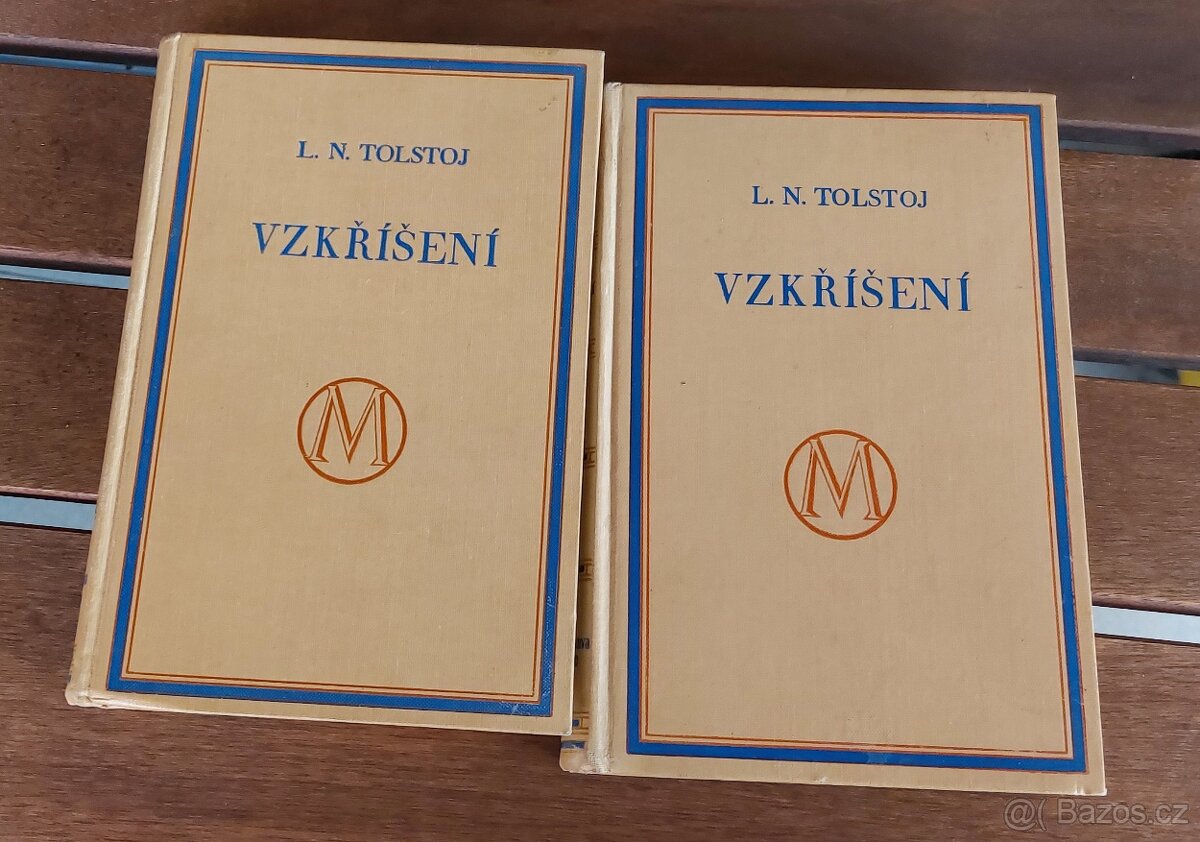 L. N. TOLSTOJ
VZKŘÍŠENÍ
M
L. N. TOLSTOJ
VZKŘÍŠENÍ
M
@( Bazos.cz